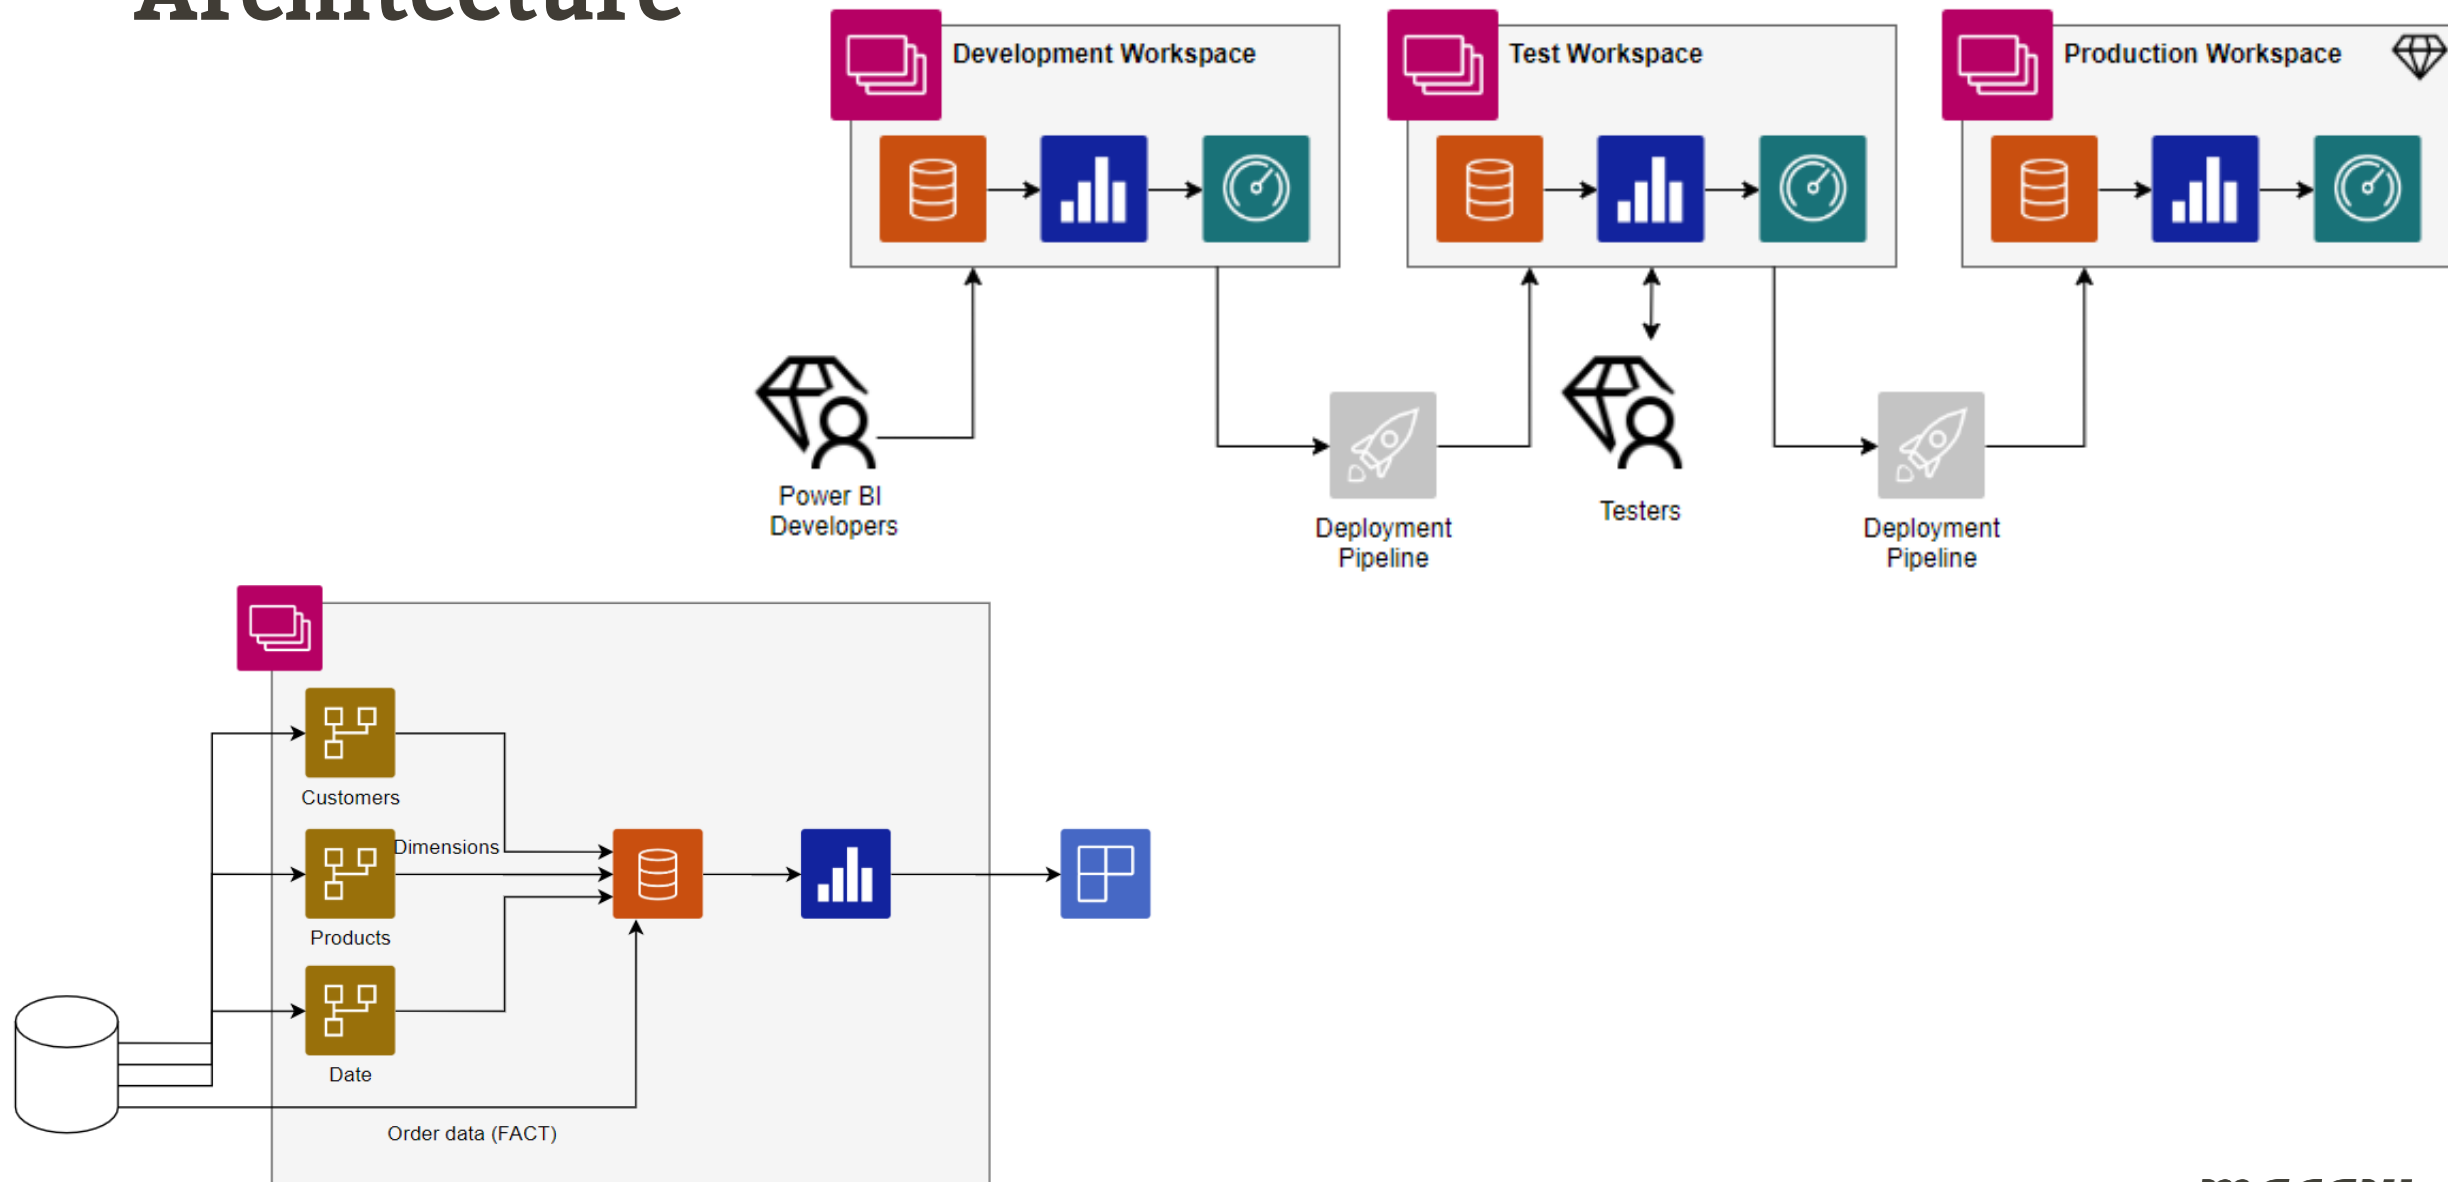 Architecture
Development Workspace
Test Workspace
Production Workspace
Power BI
Developers
Deployment
Pipeline
Testers
Deployment
Pipeline
Customers
Dimensions
Products
Date
Order data (FACT)